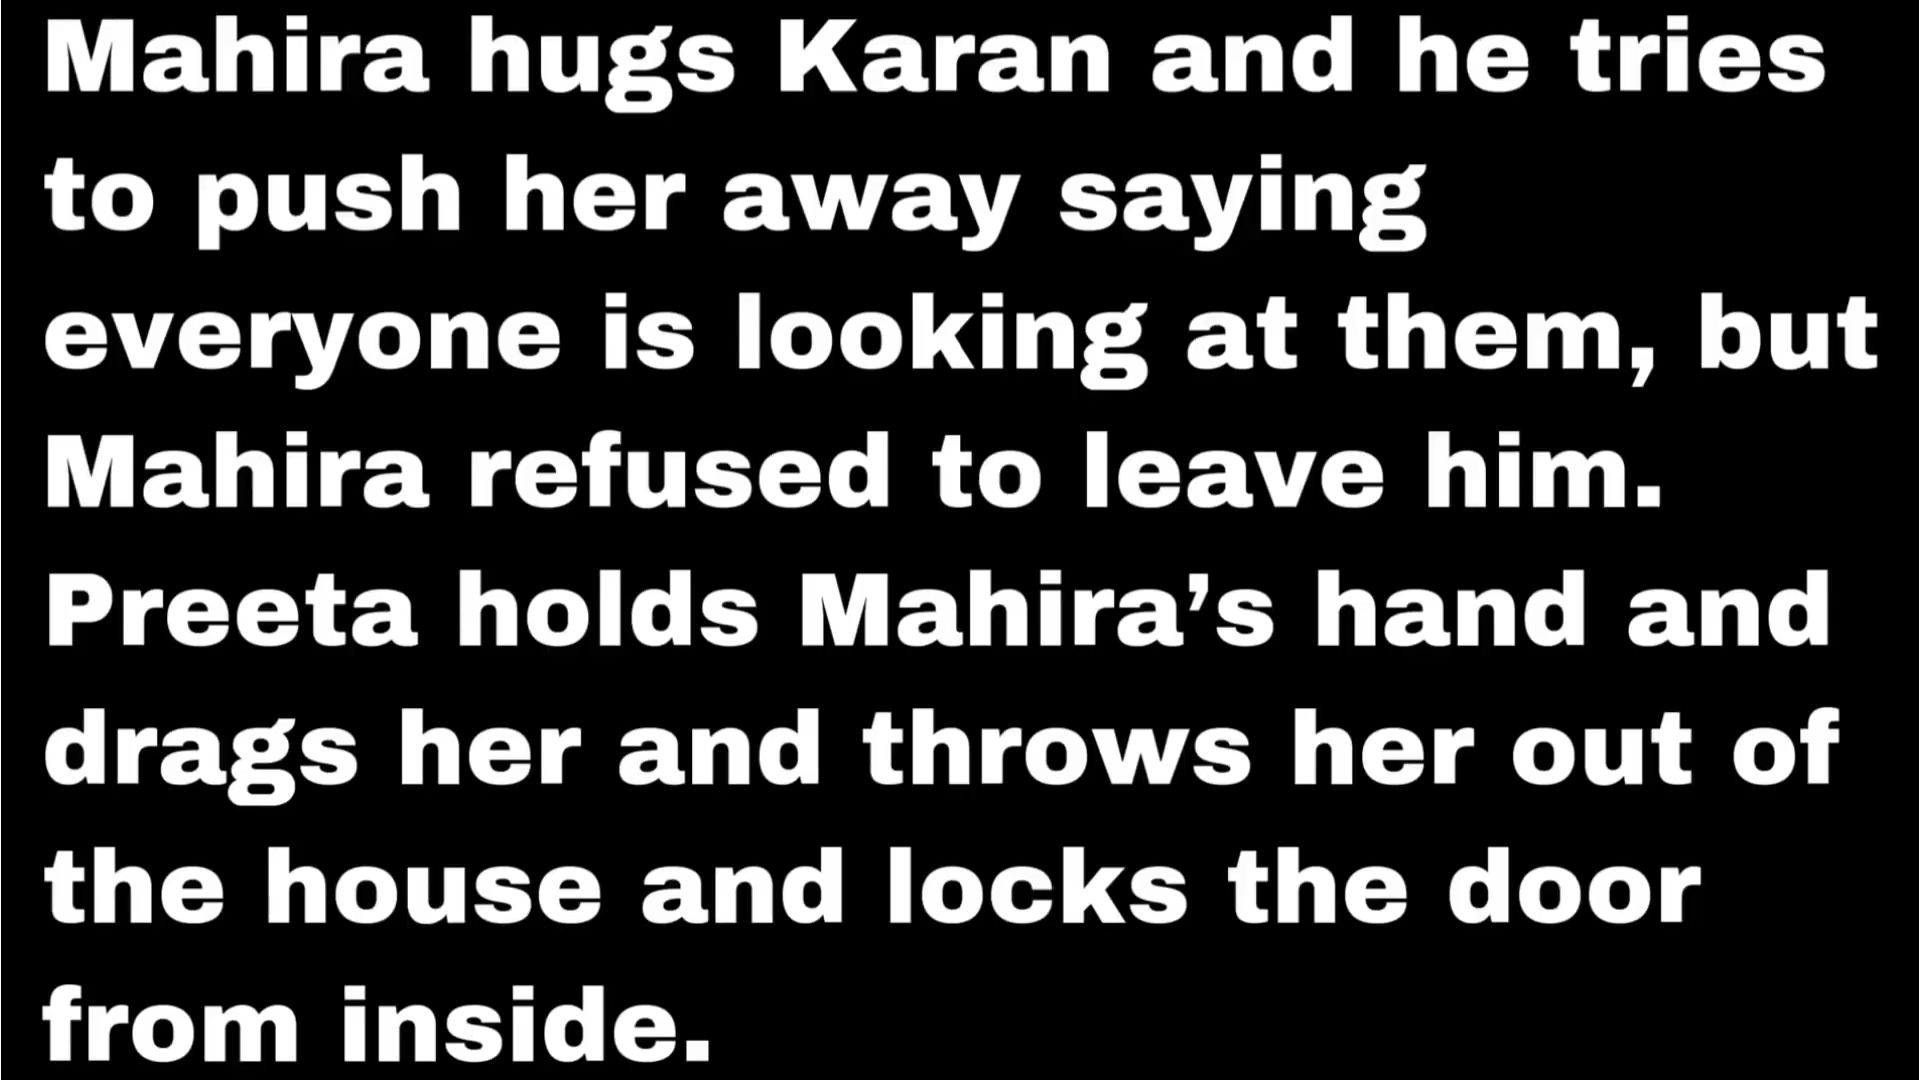 Mahira hugs Karan and he tries
to push her away saying
everyone is looking at them, but
Mahira refused to leave him.
Preeta holds Mahira’s hand and
drags her and throws her out of
the house and locks the door
from inside.